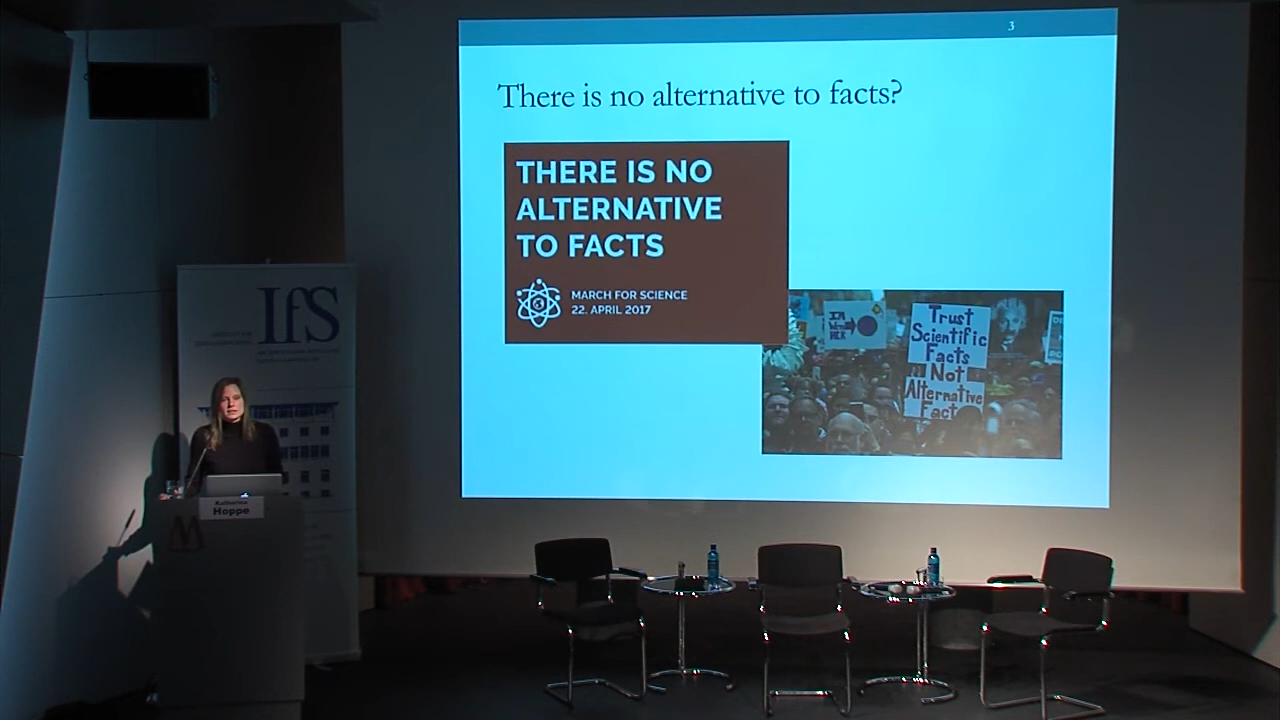 3
There is no alternative to facts?
THERE IS NO
ALTERNATIVE
TO FACTS
MARCH FOR SCIENCE
22. APRIL 2017
Trust
Scientific
Facts
Not
Alternative
Fact
IfS
Katharina
Hoppe